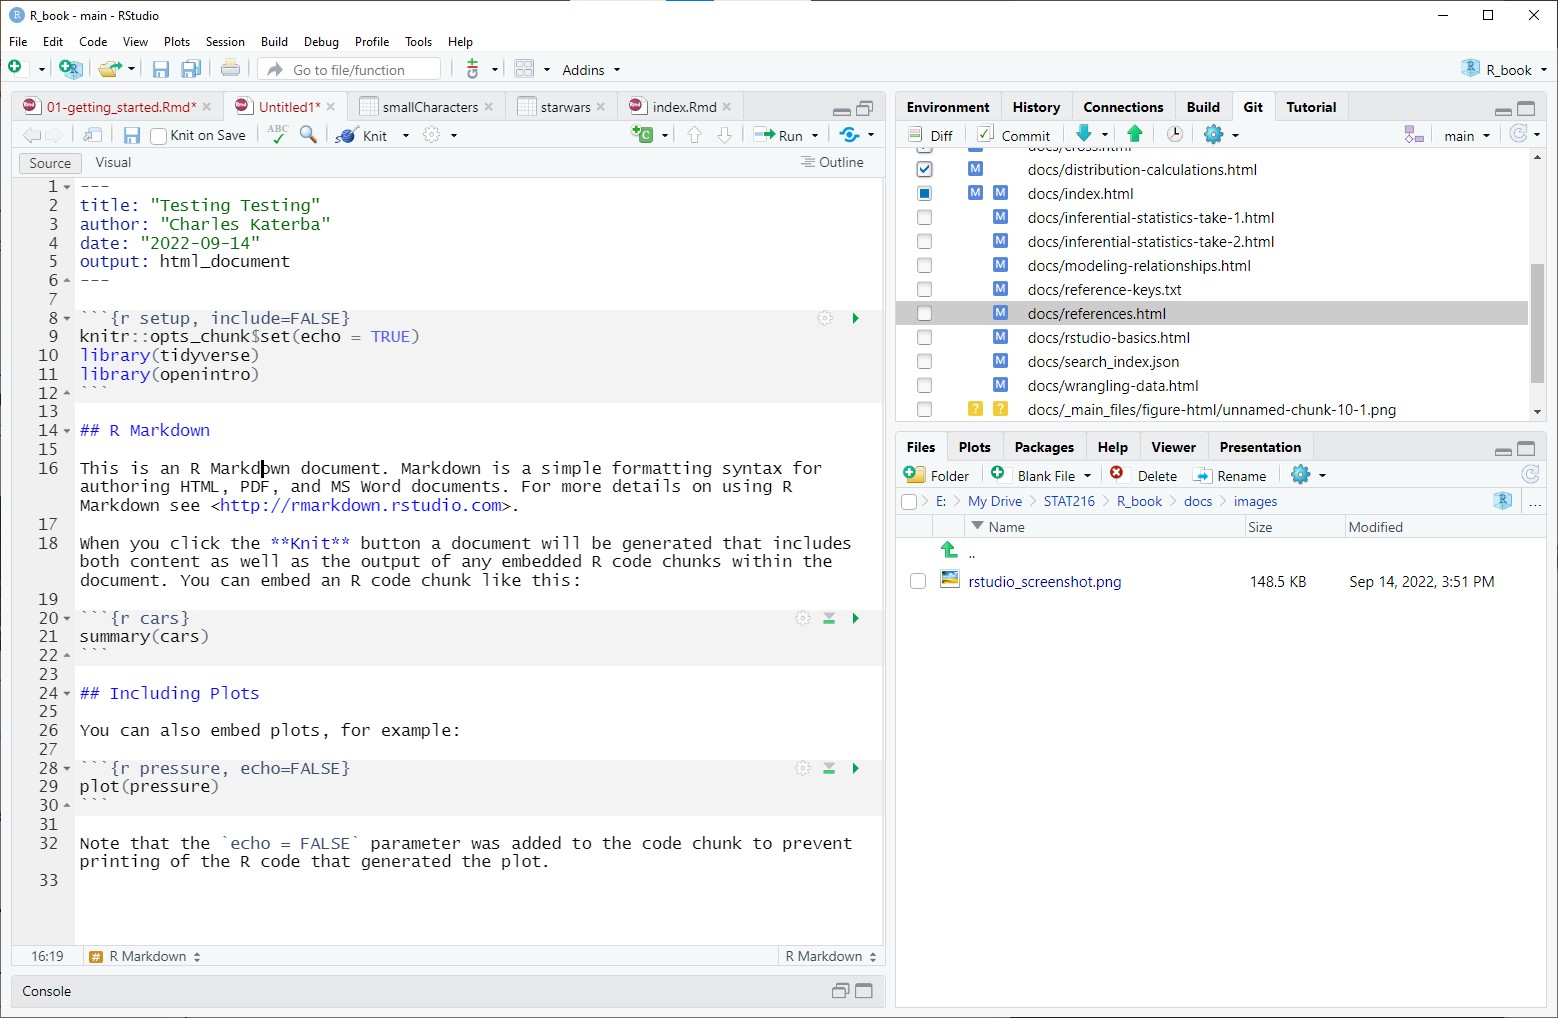 R_book - main - RStudio
File Edit Code View Plots Session Build Debug Profile Tools Help
Go to file/function Addins R_book
01-getting_started.Rmd* Untitled1* smallCharacters starwars index.Rmd
Knit on Save ABC Knit Run
Source Visual Outline
1 ---
2 title: "Testing Testing"
3 author: "Charles Katerba"
4 date: "2022-09-14"
5 output: html_document
6 ---
7
8 ```{r setup, include=FALSE}
9 knitr::opts_chunk$set(echo = TRUE)
10 library(tidyverse)
11 library(openintro)
12 ```
13
14 ## R Markdown
15
16 This is an R Markdown document. Markdown is a simple formatting syntax for
authoring HTML, PDF, and MS Word documents. For more details on using R
Markdown see <http://rmarkdown.rstudio.com>.
17
18 When you click the **Knit** button a document will be generated that includes
both content as well as the output of any embedded R code chunks within the
document. You can embed an R code chunk like this:
19
20 ```{r cars}
21 summary(cars)
22 ```
23
24 ## Including Plots
25
26 You can also embed plots, for example:
27
28 ```{r pressure, echo=FALSE}
29 plot(pressure)
30 ```
31
32 Note that the `echo = FALSE` parameter was added to the code chunk to prevent
printing of the R code that generated the plot.
33
16:19 # R Markdown R Markdown
Console
Environment History Connections Build Git Tutorial
Diff Commit main
docs/cross.html
M docs/distribution-calculations.html
M M docs/index.html
M docs/inferential-statistics-take-1.html
M docs/inferential-statistics-take-2.html
M docs/modeling-relationships.html
M docs/reference-keys.txt
M docs/references.html
M docs/rstudio-basics.html
M docs/search_index.json
M docs/wrangling-data.html
? ? docs/_main_files/figure-html/unnamed-chunk-10-1.png
Files Plots Packages Help Viewer Presentation
Folder Blank File Delete Rename
E: My Drive STAT216 R_book docs images ...
Name Size Modified
..
rstudio_screenshot.png 148.5 KB Sep 14, 2022, 3:51 PM